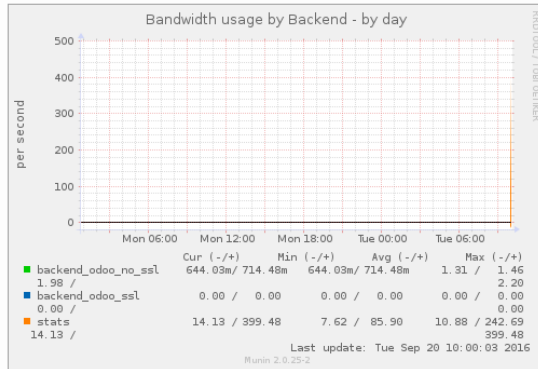 Bandwidth usage by Backend - by day
RRDTOOL / TOBI OETIKER
per second
500
400
300
200
100
0
Mon 06:00 Mon 12:00 Mon 18:00 Tue 00:00 Tue 06:00
Cur (-/+) Min (-/+) Avg (-/+) Max (-/+)
backend_odoo_no_ssl 644.03m/ 714.48m 644.03m/ 714.48m 1.31 / 1.46
1.98 / 2.20
backend_odoo_ssl 0.00 / 0.00 0.00 / 0.00 0.00 / 0.00
0.00 / 0.00
stats 14.13 / 399.48 7.62 / 85.90 10.88 / 242.69
14.13 / 399.48
Last update: Tue Sep 20 10:00:03 2016
Munin 2.0.25-2